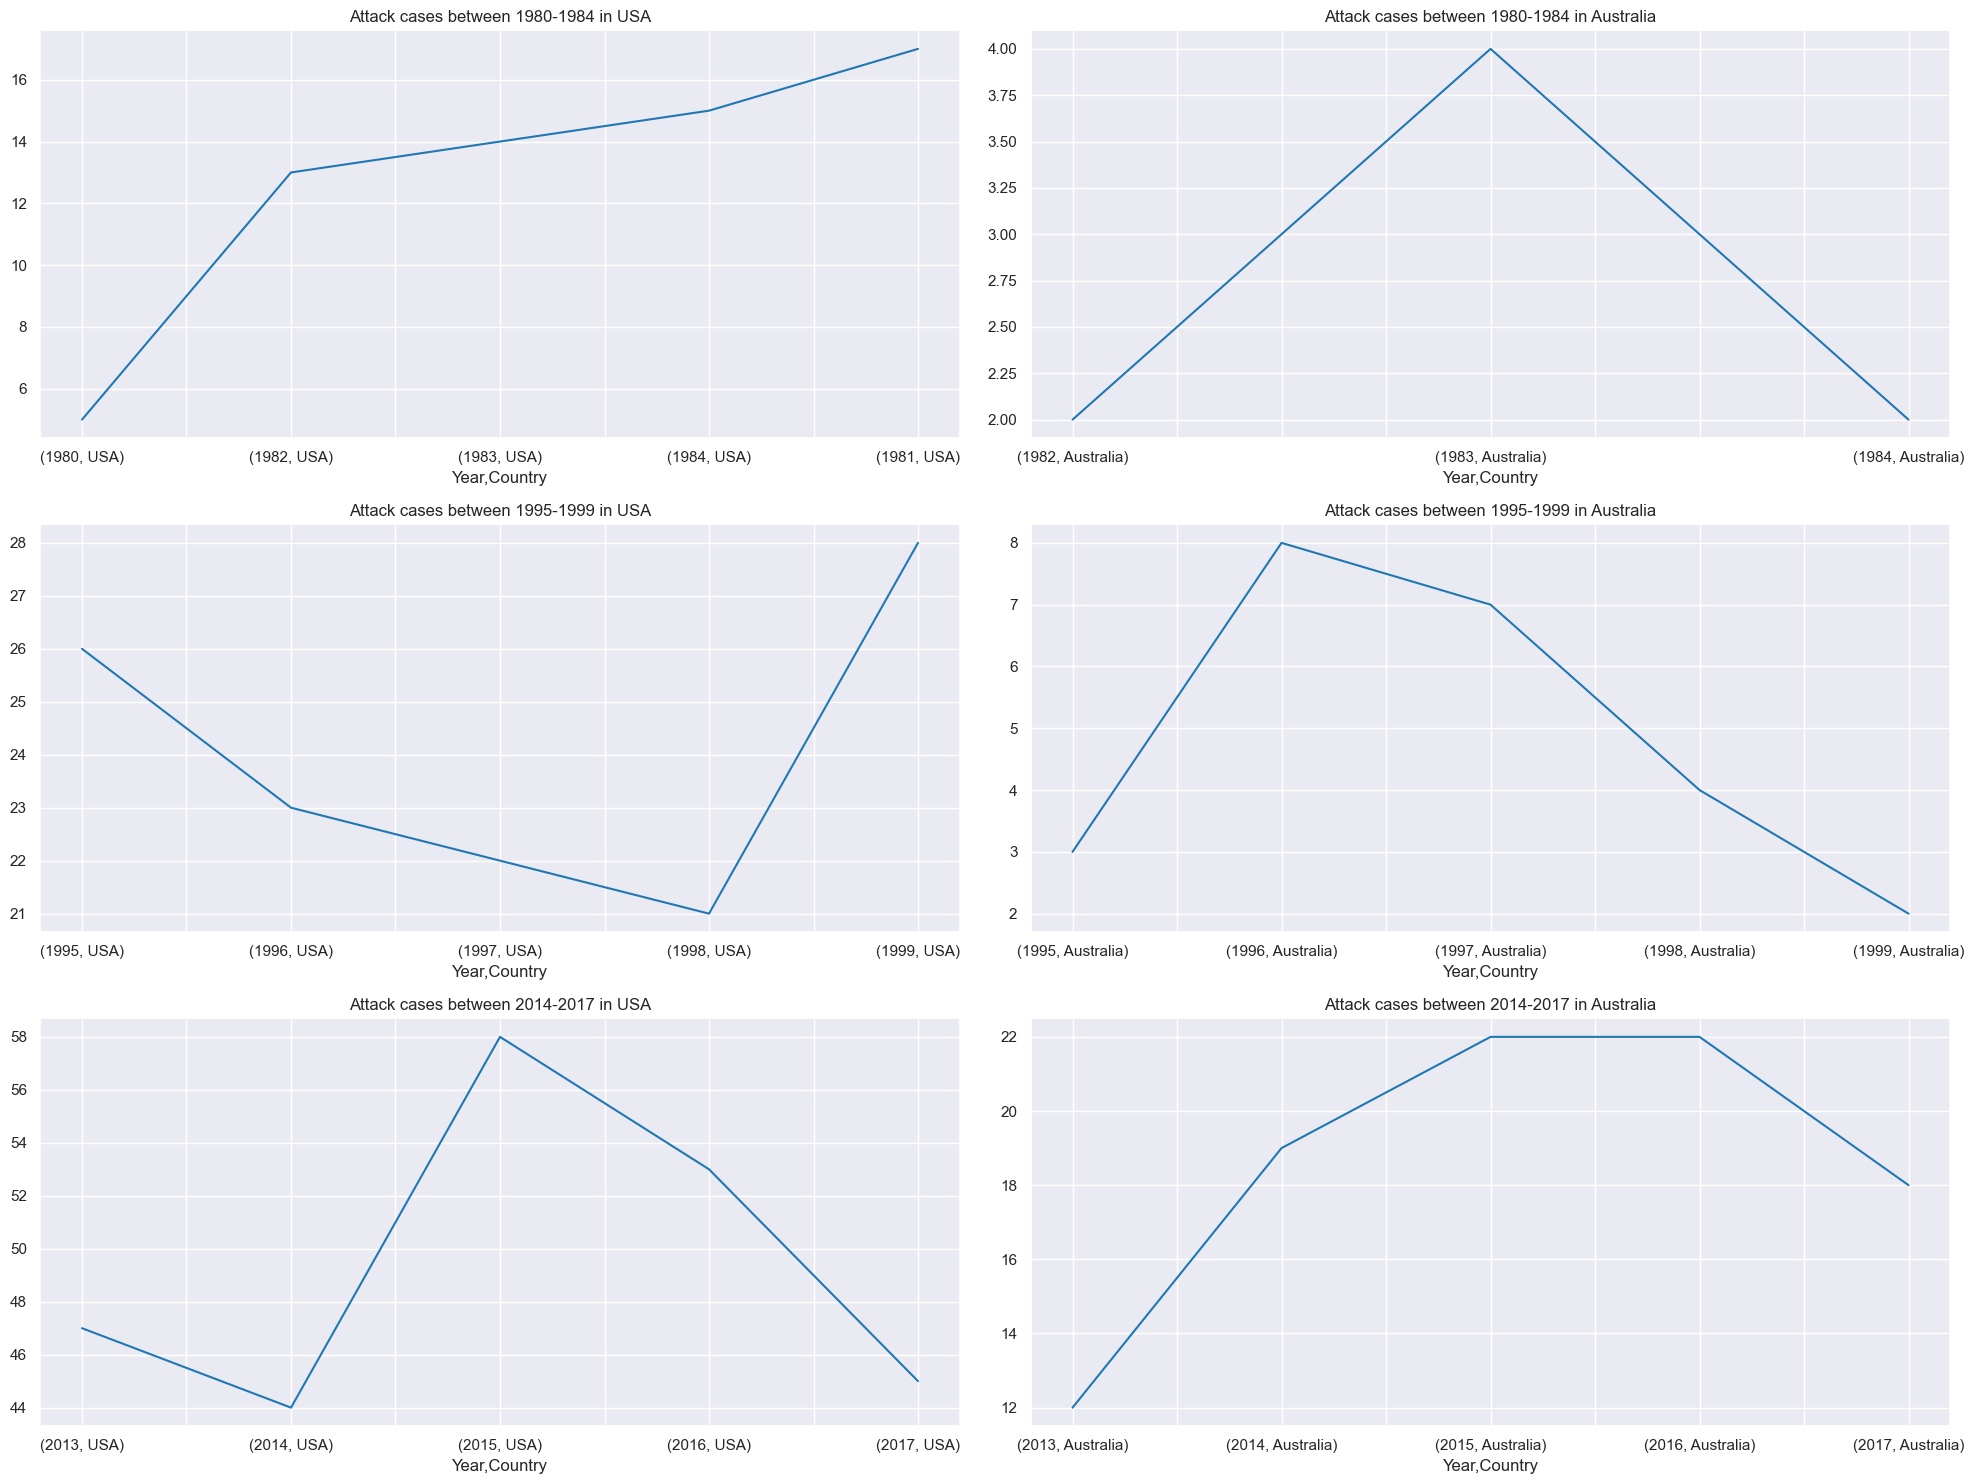 Attack cases between 1980-1984 in USA
16
14
12
10
8
6
(1980, USA) (1982, USA) (1983, USA) (1984, USA) (1981, USA)
Year,Country
Attack cases between 1980-1984 in Australia
4.00
3.75
3.50
3.25
3.00
2.75
2.50
2.25
2.00
(1982, Australia) (1983, Australia) (1984, Australia)
Year,Country
Attack cases between 1995-1999 in USA
28
27
26
25
24
23
22
21
(1995, USA) (1996, USA) (1997, USA) (1998, USA) (1999, USA)
Year,Country
Attack cases between 1995-1999 in Australia
8
7
6
5
4
3
2
(1995, Australia) (1996, Australia) (1997, Australia) (1998, Australia) (1999, Australia)
Year,Country
Attack cases between 2014-2017 in USA
58
56
54
52
50
48
46
44
(2013, USA) (2014, USA) (2015, USA) (2016, USA) (2017, USA)
Year,Country
Attack cases between 2014-2017 in Australia
22
20
18
16
14
12
(2013, Australia) (2014, Australia) (2015, Australia) (2016, Australia) (2017, Australia)
Year,Country